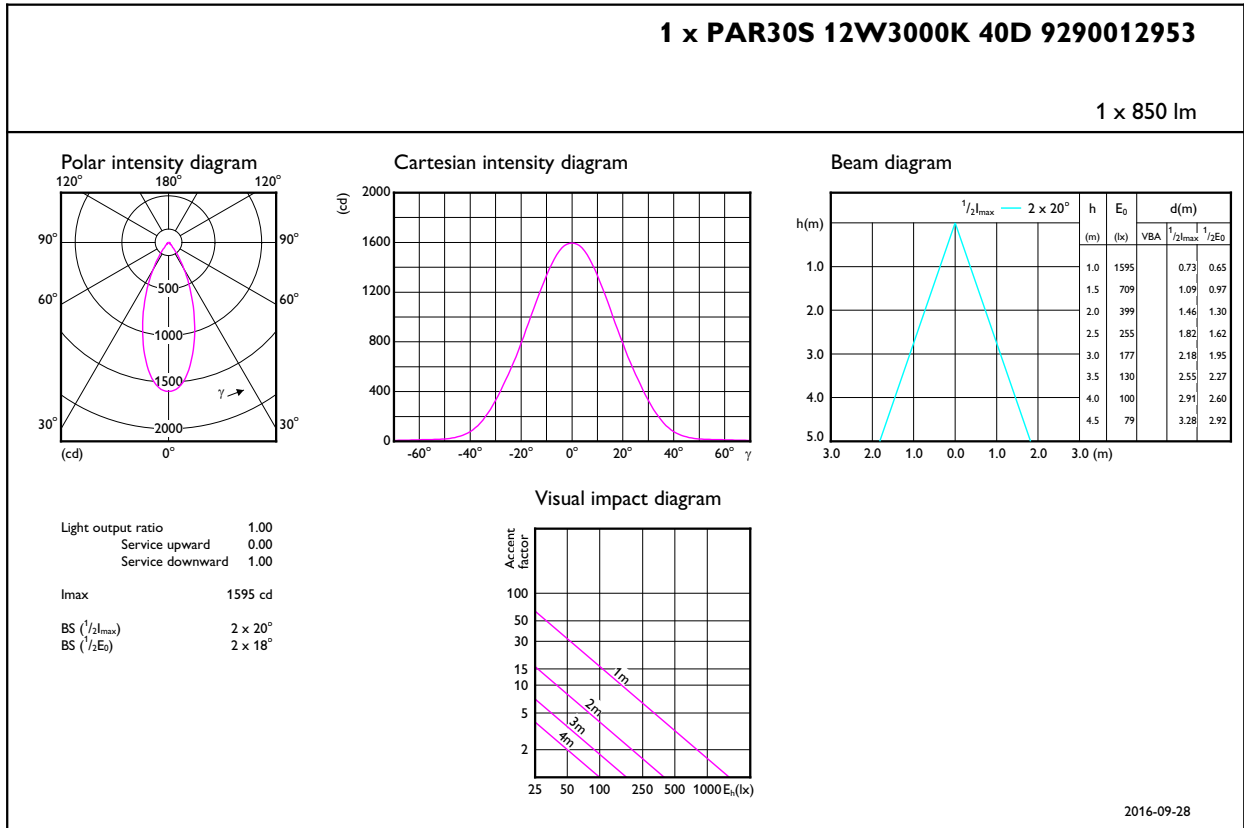 1 x PAR30S 12W3000K 40D 9290012953
1 x 850 lm
Polar intensity diagram
120° 180° 120°
90° 90°
60° 60°
500
1000
1500
γ
2000
30° 30°
(cd) 0°
Cartesian intensity diagram
(cd)
2000
1600
1200
800
400
0
-60° -40° -20° 0° 20° 40° 60° γ
Beam diagram
h(m)
1/2Imax 2 x 20°
1.0
2.0
3.0
4.0
5.0
3.0 2.0 1.0 0.0 1.0 2.0 3.0 (m)
h E0 d(m)
(m) (lx) VBA 1/2Imax 1/2E0
1.0 1595 0.73 0.65
1.5 709 1.09 0.97
2.0 399 1.46 1.30
2.5 255 1.82 1.62
3.0 177 2.18 1.95
3.5 130 2.55 2.27
4.0 100 2.91 2.60
4.5 79 3.28 2.92
Light output ratio 1.00
Service upward 0.00
Service downward 1.00
Imax 1595 cd
BS (1/2Imax) 2 x 20°
BS (1/2E0) 2 x 18°
Visual impact diagram
Accent
factor
100
50
30
15
10
5
2
1m
2m
3m
4m
25 50 100 250 500 1000 Eh(lx)
2016-09-28